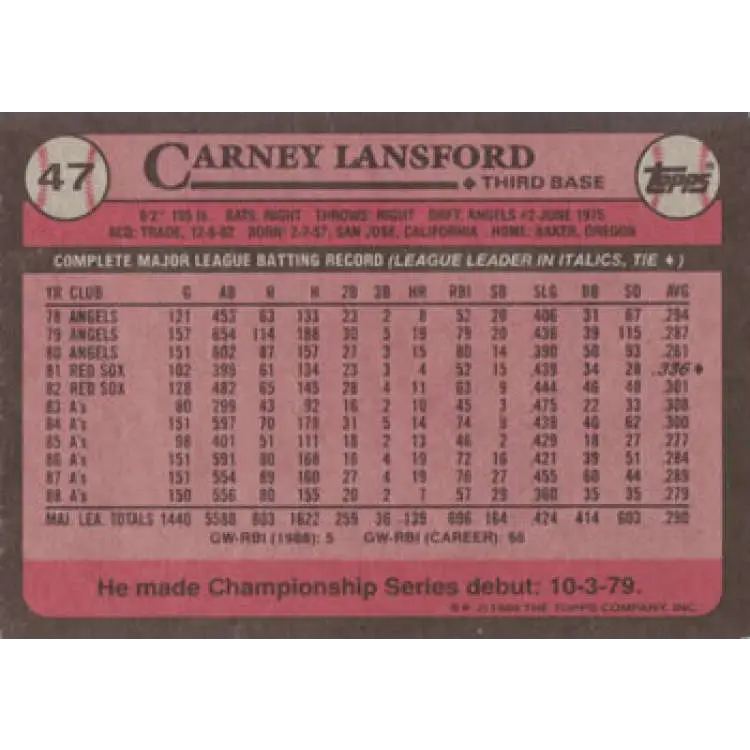 47
CARNEY LANSFORD
THIRD BASE
Topps
6'2" 195 lb. BATS: RIGHT THROWS: RIGHT DRIFT: ANGELS #2-JUNE 1975
ACQ: TRADE, 12-6-82 BORN: 2-7-57, SAN JOSE, CALIFORNIA HOME: BAKER, OREGON
COMPLETE MAJOR LEAGUE BATTING RECORD (LEAGUE LEADER IN ITALICS, TIE ♦)
YR CLUB G AB R H 2B 3B HR RBI SB SLG BB SO AVG
78 ANGELS 121 453 63 133 23 2 8 52 20 .406 31 67 .294
79 ANGELS 157 654 114 188 30 5 19 79 20 .436 39 115 .287
80 ANGELS 151 602 87 157 27 3 15 80 14 .390 50 93 .261
81 RED SOX 102 399 61 134 23 3 4 52 15 .439 34 28 .336 ♦
82 RED SOX 128 482 65 145 28 4 11 63 9 .444 46 48 .301
83 A's 80 299 43 92 16 2 10 45 3 .475 22 33 .308
84 A's 151 597 70 179 31 5 14 74 9 .439 40 62 .300
85 A's 98 401 51 111 18 2 13 46 2 .429 18 27 .277
86 A's 151 591 80 168 16 4 19 72 16 .421 39 51 .284
87 A's 151 554 89 160 27 4 19 76 27 .455 60 44 .289
88 A's 150 556 80 155 20 2 7 57 29 .360 35 35 .279
MAJ. LEA. TOTALS 1440 5588 803 1622 259 36 139 696 164 .424 414 603 .290
GW-RBI (1988): 5 GW-RBI (CAREER): 68
He made Championship Series debut: 10-3-79.
THE TOPPS COMPANY, INC.